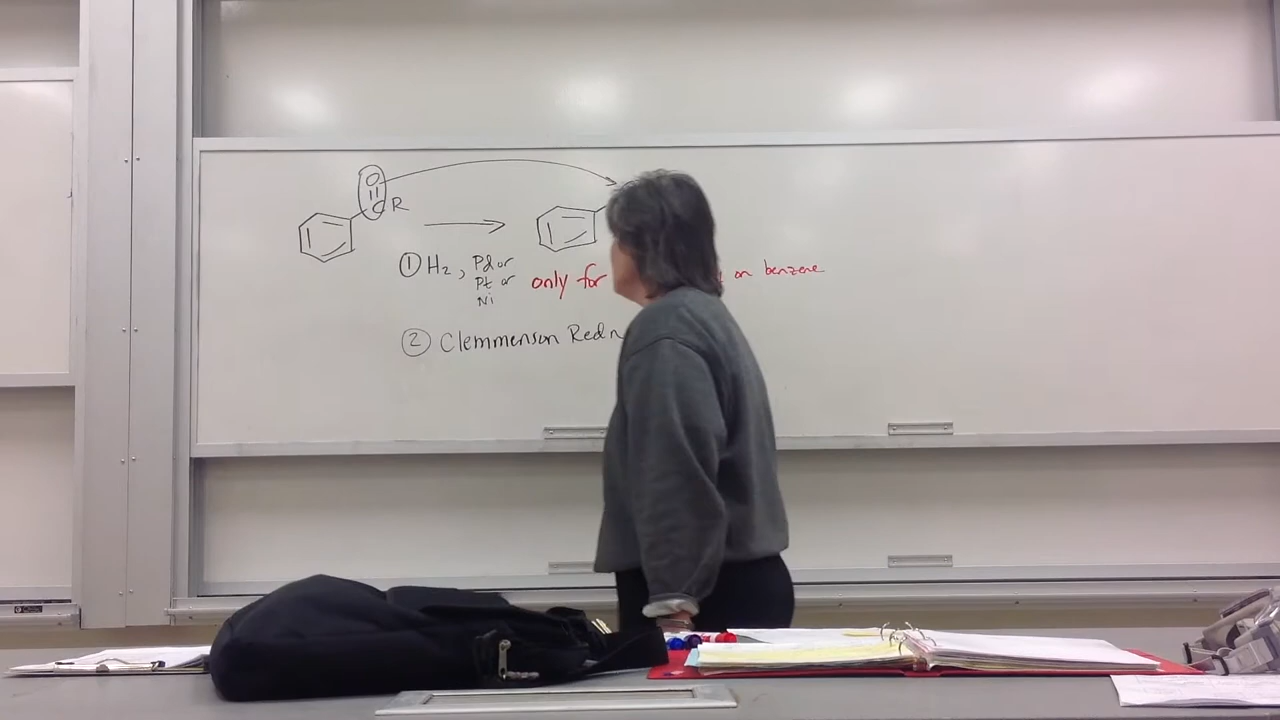 O
C R
① H2, Pd or
Pt or
Ni
only for on benzene
② Clemmenson Redn